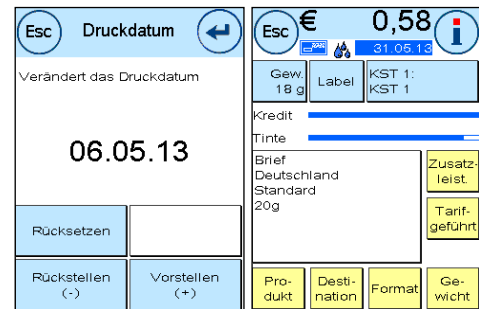 Esc Druckdatum
Verändert das Druckdatum
06.05.13
Rücksetzen
Rückstellen
(-)
Vorstellen
(+)
Esc € 0,58 i
31.05.13
Gew.
18 g
Label
KST 1:
KST 1
Kredit
Tinte
Brief
Deutschland
Standard
20g
Zusatz-
leist.
Tarif-
geführt
Pro-
dukt
Desti-
nation
Format
Ge-
wicht